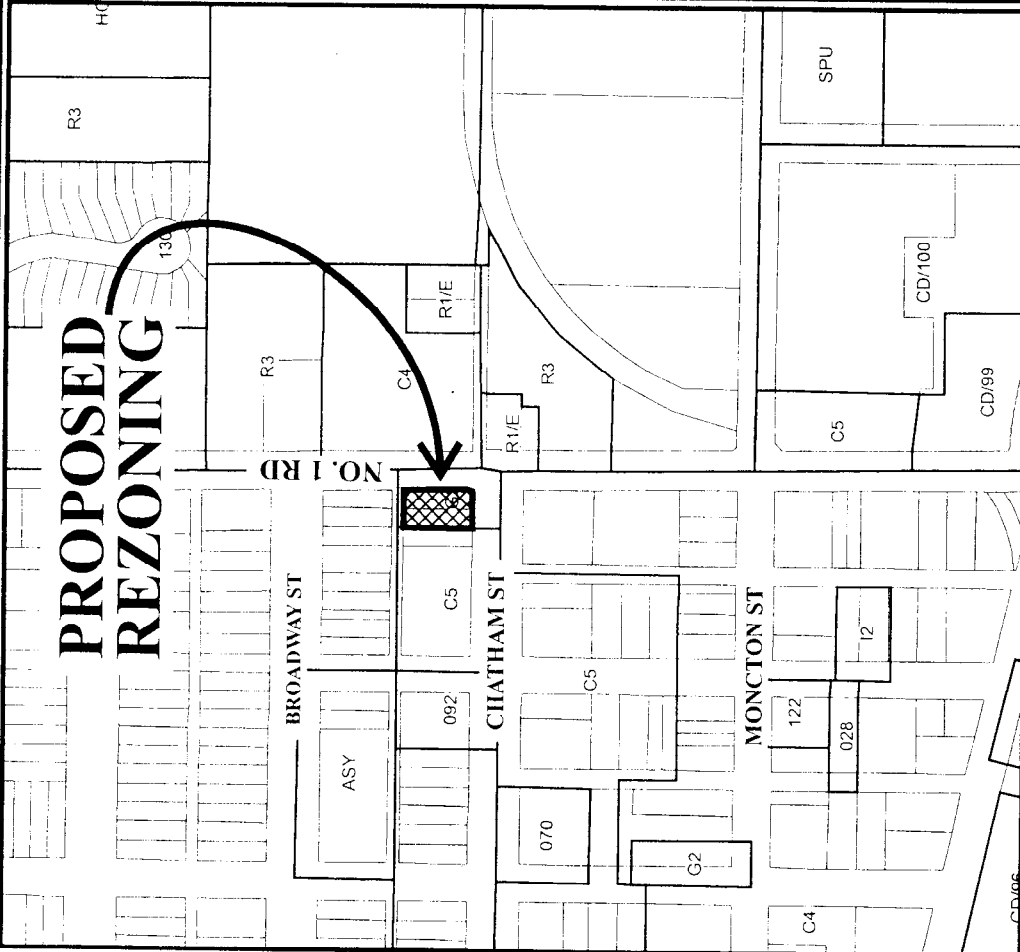 HO
R3
SPU
130
PROPOSED
REZONING
R3
R1/E
C4
CD/100
R3
R1/E
C5
CD/99
NO. 1 RD
BROADWAY ST
C5
CHATHAM ST
092
C5
MONCTON ST
I2
122
028
ASY
070
G2
C4